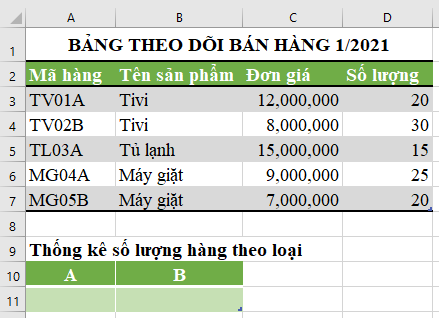 A B C D
1 BẢNG THEO DÕI BÁN HÀNG 1/2021
2 Mã hàng Tên sản phẩm Đơn giá Số lượng
3 TV01A Tivi 12,000,000 20
4 TV02B Tivi 8,000,000 30
5 TL03A Tủ lạnh 15,000,000 15
6 MG04A Máy giặt 9,000,000 25
7 MG05B Máy giặt 7,000,000 20
8
9 Thống kê số lượng hàng theo loại
10 A B
11